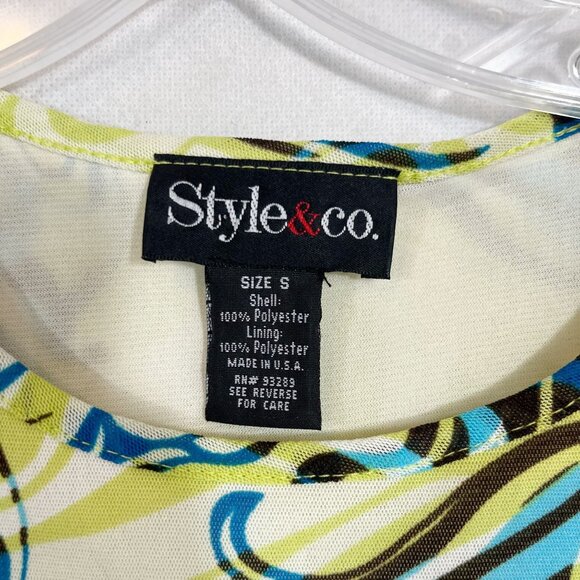 Style&co.
SIZE S
Shell:
100% Polyester
Lining:
100% Polyester
MADE IN U.S.A.
RN# 93289
SEE REVERSE
FOR CARE